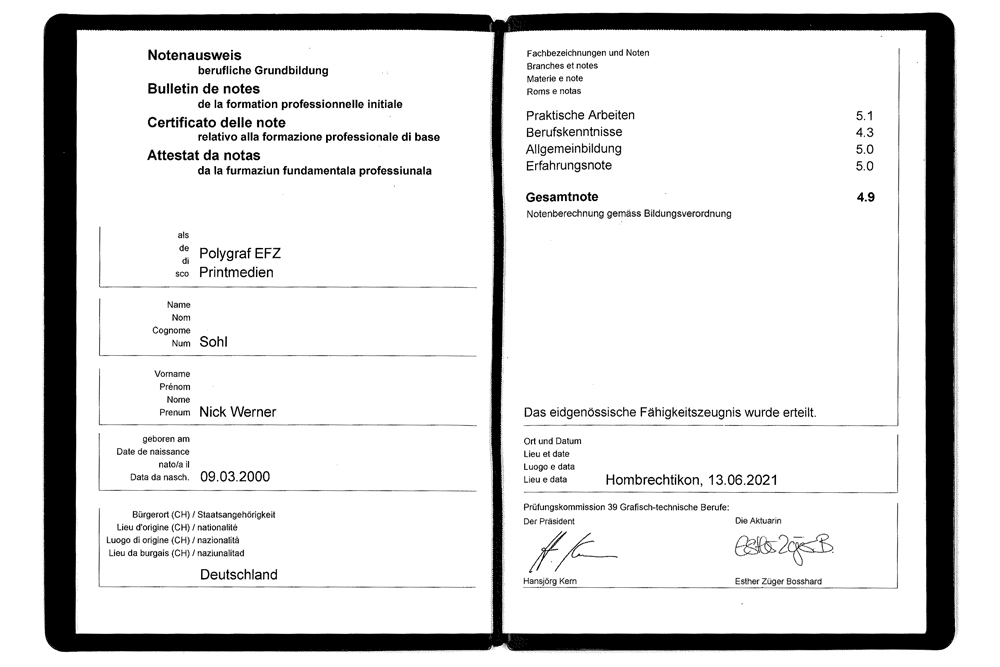 Notenausweis
berufliche Grundbildung
Bulletin de notes
de la formation professionnelle initiale
Certificato delle note
relativo alla formazione professionale di base
Attestat da notas
da la furmaziun fundamentala professiunala
als
de
di
sco
Polygraf EFZ
Printmedien
Name
Nom
Cognome
Num
Sohl
Vorname
Prénom
Nome
Prenum
Nick Werner
geboren am
Date de naissance
nato/a il
Data da nasch.
09.03.2000
Bürgerort (CH) / Staatsangehörigkeit
Lieu d'origine (CH) / nationalité
Luogo di origine (CH) / nazionalità
Lieu da burgais (CH) / naziunalitad
Deutschland
Fachbezeichnungen und Noten
Branches et notes
Materie e note
Roms e notas
Praktische Arbeiten 5.1
Berufskenntnisse 4.3
Allgemeinbildung 5.0
Erfahrungsnote 5.0
Gesamtnote 4.9
Notenberechnung gemäss Bildungsverordnung
Das eidgenössische Fähigkeitszeugnis wurde erteilt.
Ort und Datum
Lieu et date
Luogo e data
Lieu e data
Hombrechtikon, 13.06.2021
Prüfungskommission 39 Grafisch-technische Berufe:
Der Präsident Die Aktuarin
H. Kern Esther Züger B.
Hansjörg Kern Esther Züger Bosshard